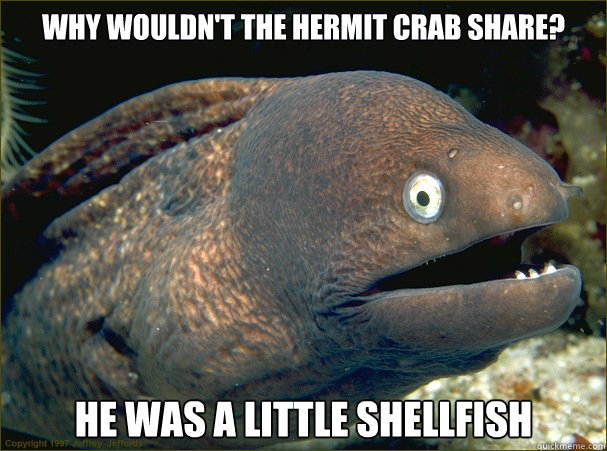 WHY WOULDN'T THE HERMIT CRAB SHARE?
HE WAS A LITTLE SHELLFISH
Copyright 1997 Jeffrey Jeffords
quickmeme.com